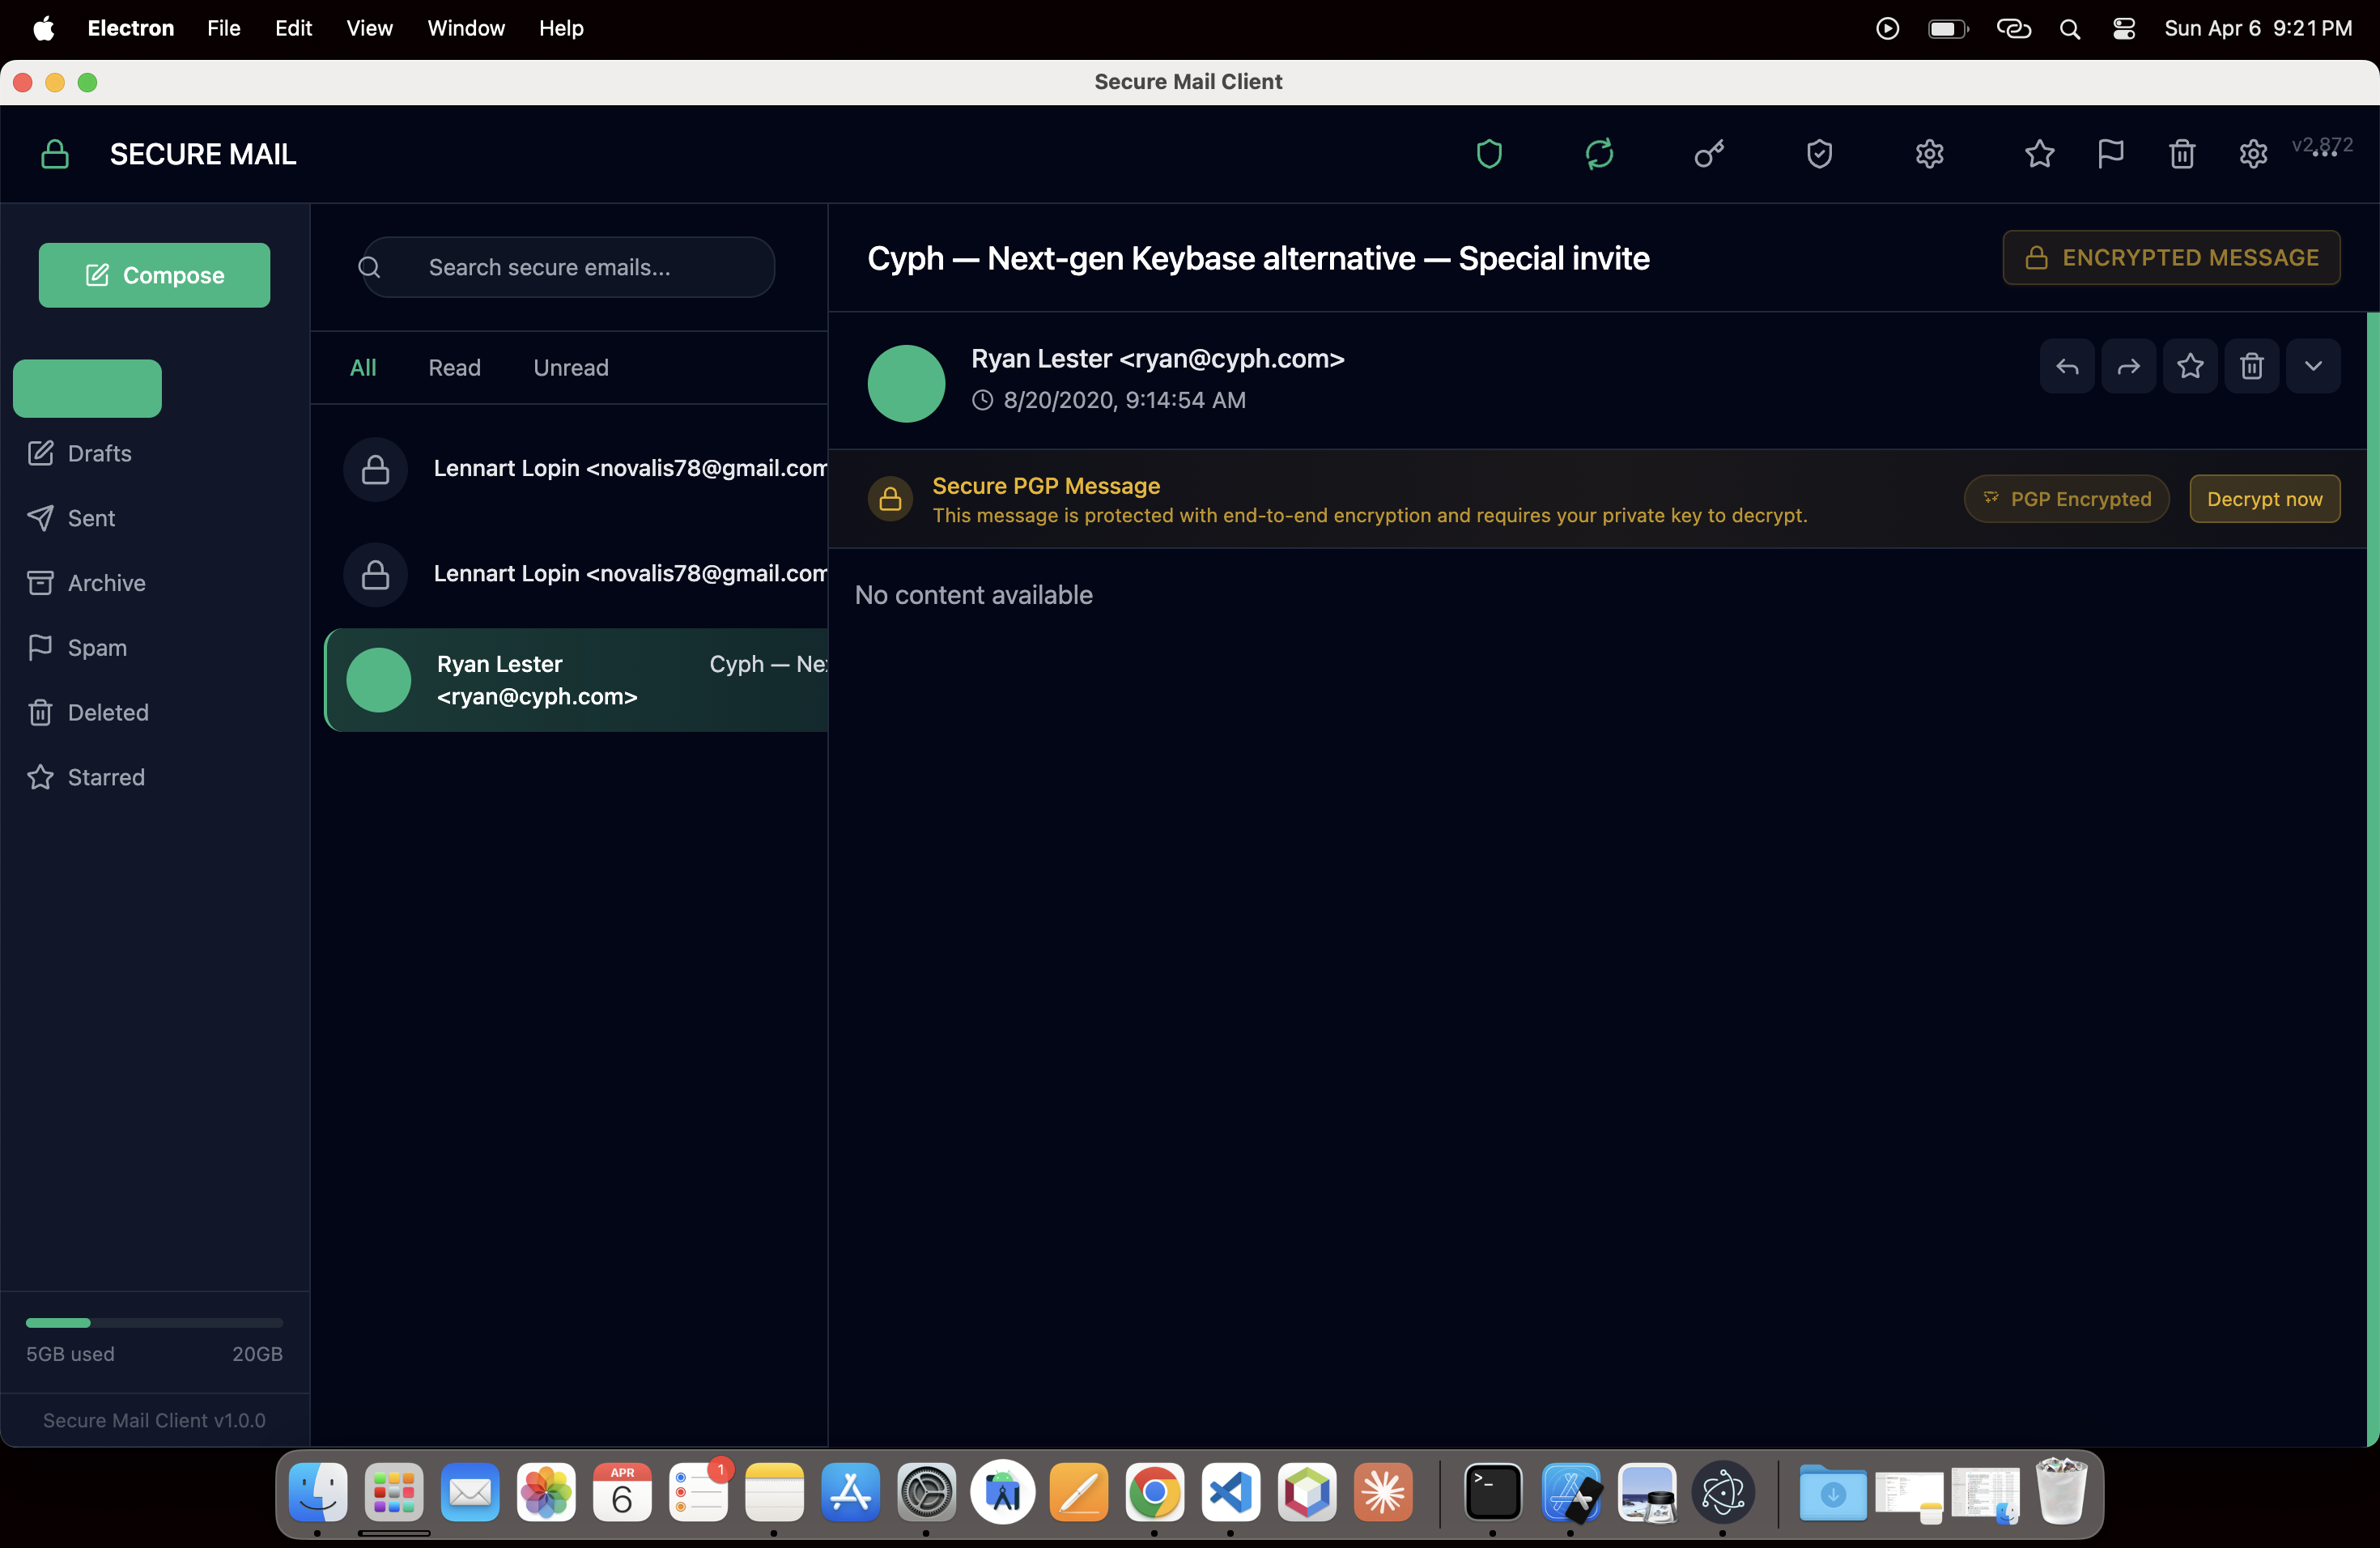 Electron File Edit View Window Help Sun Apr 6 9:21 PM
Secure Mail Client
SECURE MAIL
v2.872
Compose
Drafts
Sent
Archive
Spam
Deleted
Starred
5GB used 20GB
Secure Mail Client v1.0.0
Search secure emails...
All Read Unread
Lennart Lopin <novalis78@gmail.com
Lennart Lopin <novalis78@gmail.com
Ryan Lester Cyph — Ne
<ryan@cyph.com>
Cyph — Next-gen Keybase alternative — Special invite
ENCRYPTED MESSAGE
Ryan Lester <ryan@cyph.com>
8/20/2020, 9:14:54 AM
Secure PGP Message
This message is protected with end-to-end encryption and requires your private key to decrypt.
PGP Encrypted
Decrypt now
No content available
APR
6
1